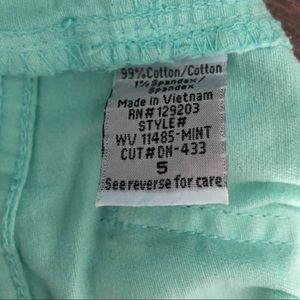 99%Cotton/Cotton
1%Spandex/
Spandex
Made in Vietnam
RN#129203
STYLE#
WV 11485-MINT
CUT#DN-433
5
See reverse for care